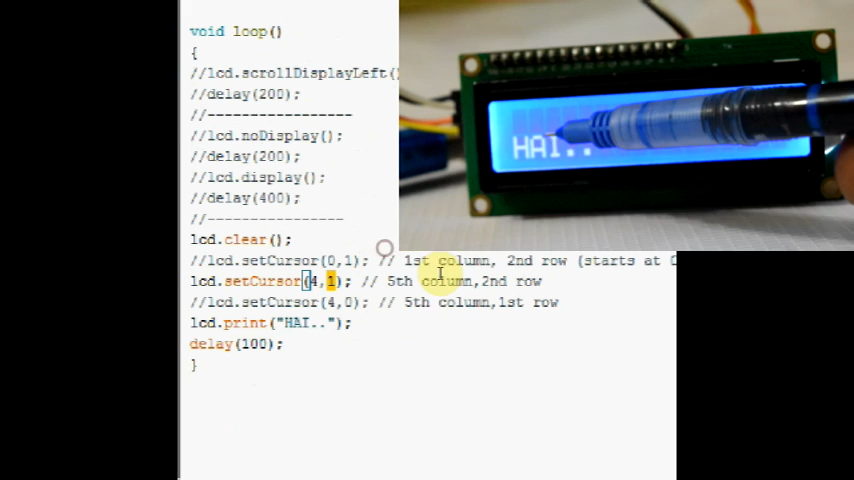 void loop()
{
//lcd.scrollDisplayLeft()
//delay(200);
//-----------------
//lcd.noDisplay();
//delay(200);
//lcd.display();
//delay(400);
//----------------
lcd.clear();
//lcd.setCursor(0,1); // 1st column, 2nd row (starts at
lcd.setCursor(4,1); // 5th column,2nd row
//lcd.setCursor(4,0); // 5th column,1st row
lcd.print("HAI..");
delay(100);
}
HAI..